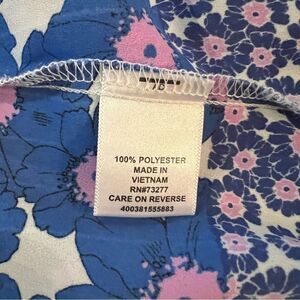 100% POLYESTER
MADE IN
VIETNAM
RN#73277
CARE ON REVERSE
400381555883